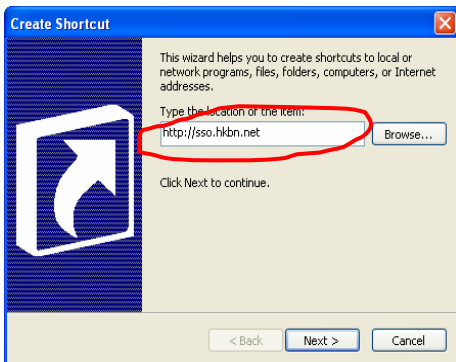 Create Shortcut
This wizard helps you to create shortcuts to local or
network programs, files, folders, computers, or Internet
addresses.
Type the location of the item:
http://sso.hkbn.net
Browse...
Click Next to continue.
< Back
Next >
Cancel